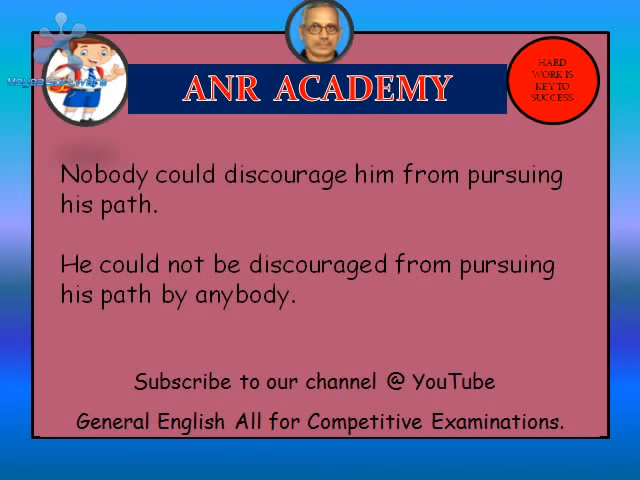 ANR ACADEMY
HARD
WORK IS
KEY TO
SUCCESS
Nobody could discourage him from pursuing
his path.
He could not be discouraged from pursuing
his path by anybody.
Subscribe to our channel @ YouTube
General English All for Competitive Examinations.